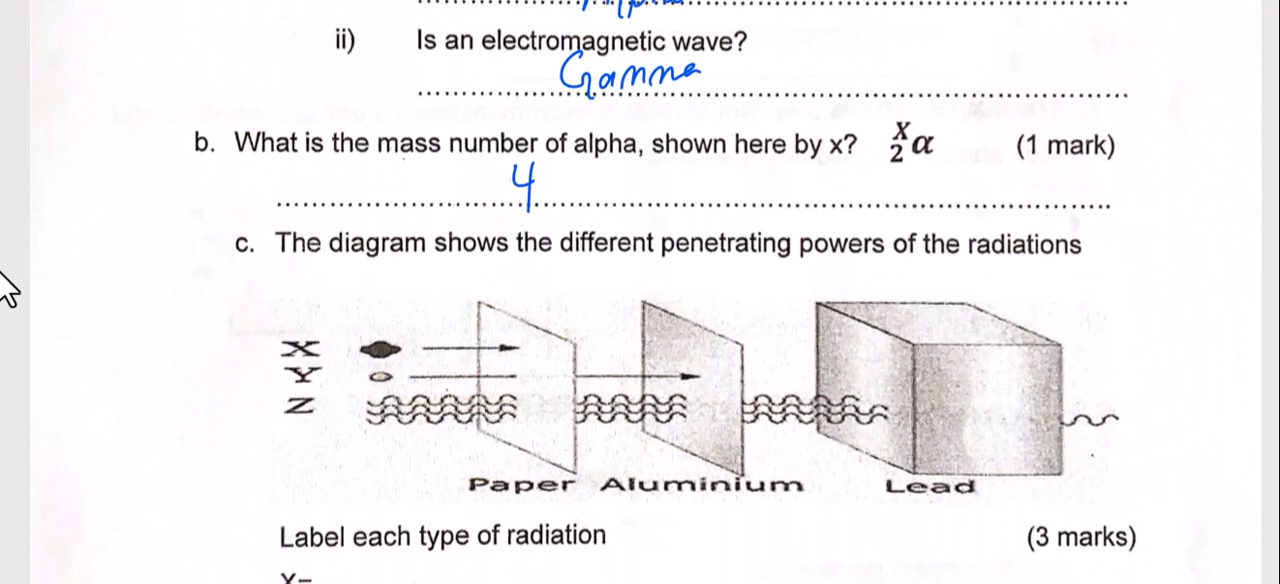 ii) Is an electromagnetic wave?
Gamma
b. What is the mass number of alpha, shown here by x? ˣ₂α (1 mark)
4
c. The diagram shows the different penetrating powers of the radiations
X
Y
Z
Paper Aluminium Lead
Label each type of radiation (3 marks)